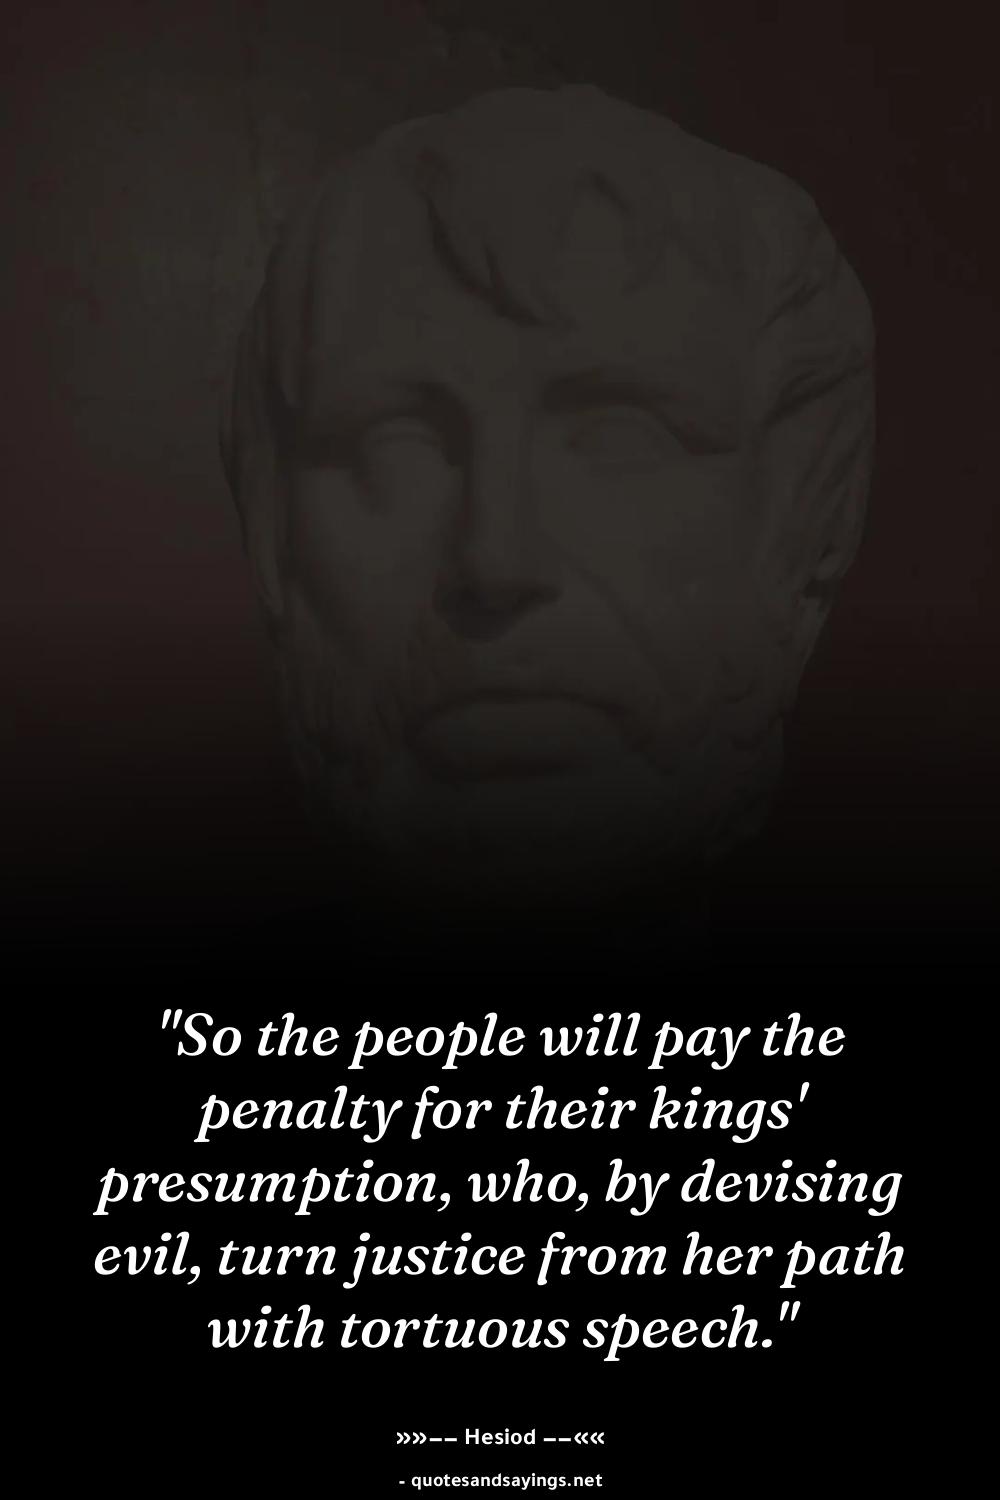 "So the people will pay the
penalty for their kings'
presumption, who, by devising
evil, turn justice from her path
with tortuous speech."
»»—— Hesiod ——««
- quotesandsayings.net